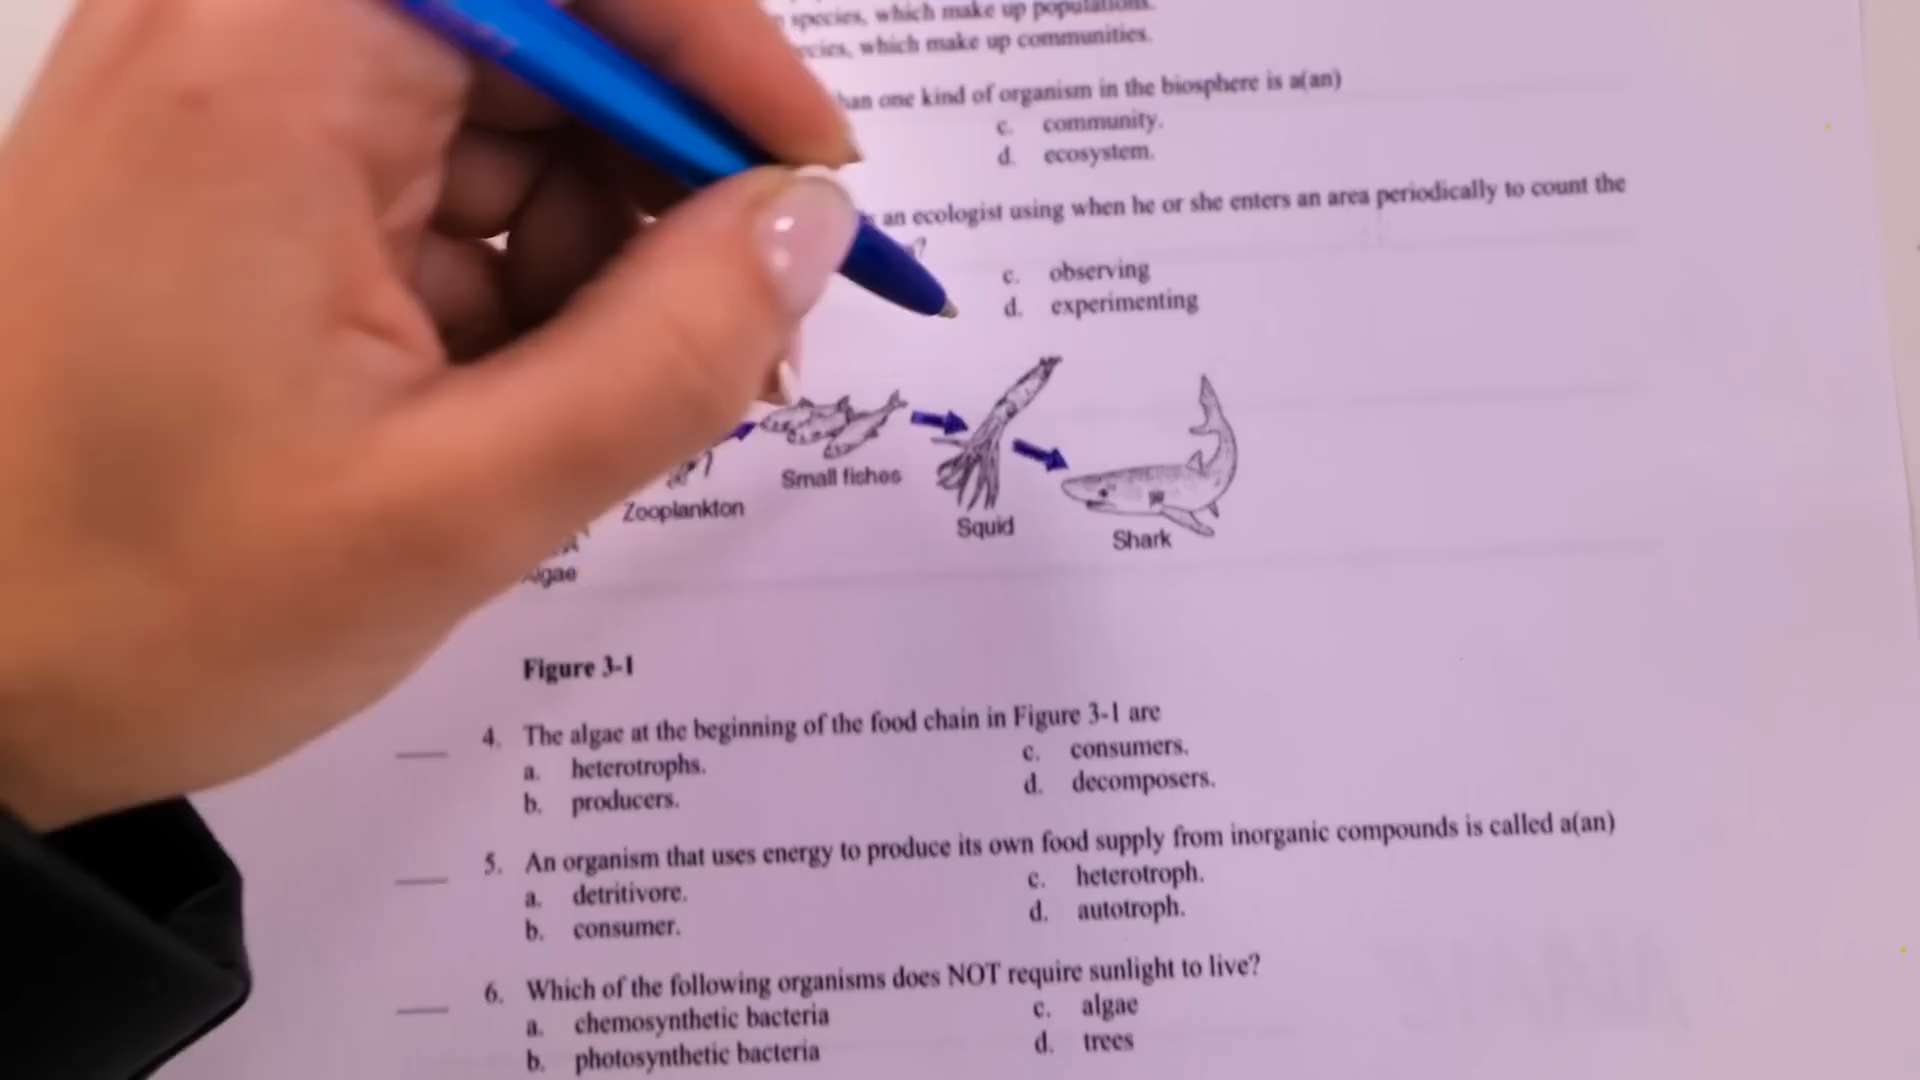 species, which make up populations.
which make up communities.
one kind of organism in the biosphere is a(an)
c. community.
d. ecosystem.
an ecologist using when he or she enters an area periodically to count the
c. observing
d. experimenting
Small fishes
Zooplankton
Squid
Shark
Figure 3-1
4. The algae at the beginning of the food chain in Figure 3-1 are
a. heterotrophs.
b. producers.
c. consumers.
d. decomposers.
5. An organism that uses energy to produce its own food supply from inorganic compounds is called a(an)
a. detritivore.
b. consumer.
c. heterotroph.
d. autotroph.
6. Which of the following organisms does NOT require sunlight to live?
a. chemosynthetic bacteria
b. photosynthetic bacteria
c. algae
d. trees